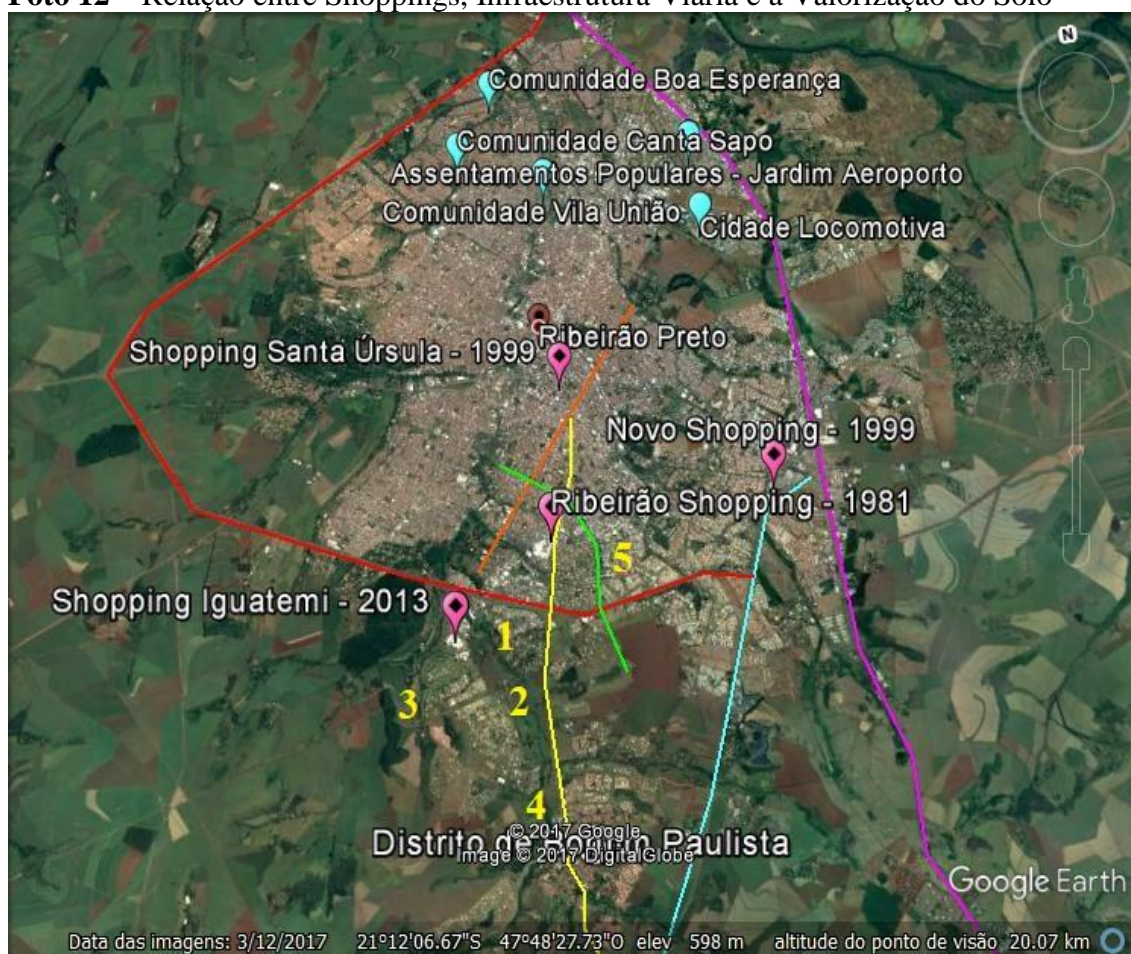 Foto 12 – Relação entre Shoppings, Infraestrutura Viária e a Valorização do Solo
N
Comunidade Boa Esperança
Comunidade Canta Sapo
Assentamentos Populares - Jardim Aeroporto
Comunidade Vila União
Cidade Locomotiva
Ribeirão Preto
Shopping Santa Úrsula - 1999
Novo Shopping - 1999
Ribeirão Shopping - 1981
5
Shopping Iguatemi - 2013
1
3
2
4
© 2017 Google
Distrito de Bonfim Paulista
Image © 2017 DigitalGlobe
Google Earth
Data das imagens: 3/12/2017 21º12'06.67"S 47º48'27.73"O elev 598 m altitude do ponto de visão 20.07 km